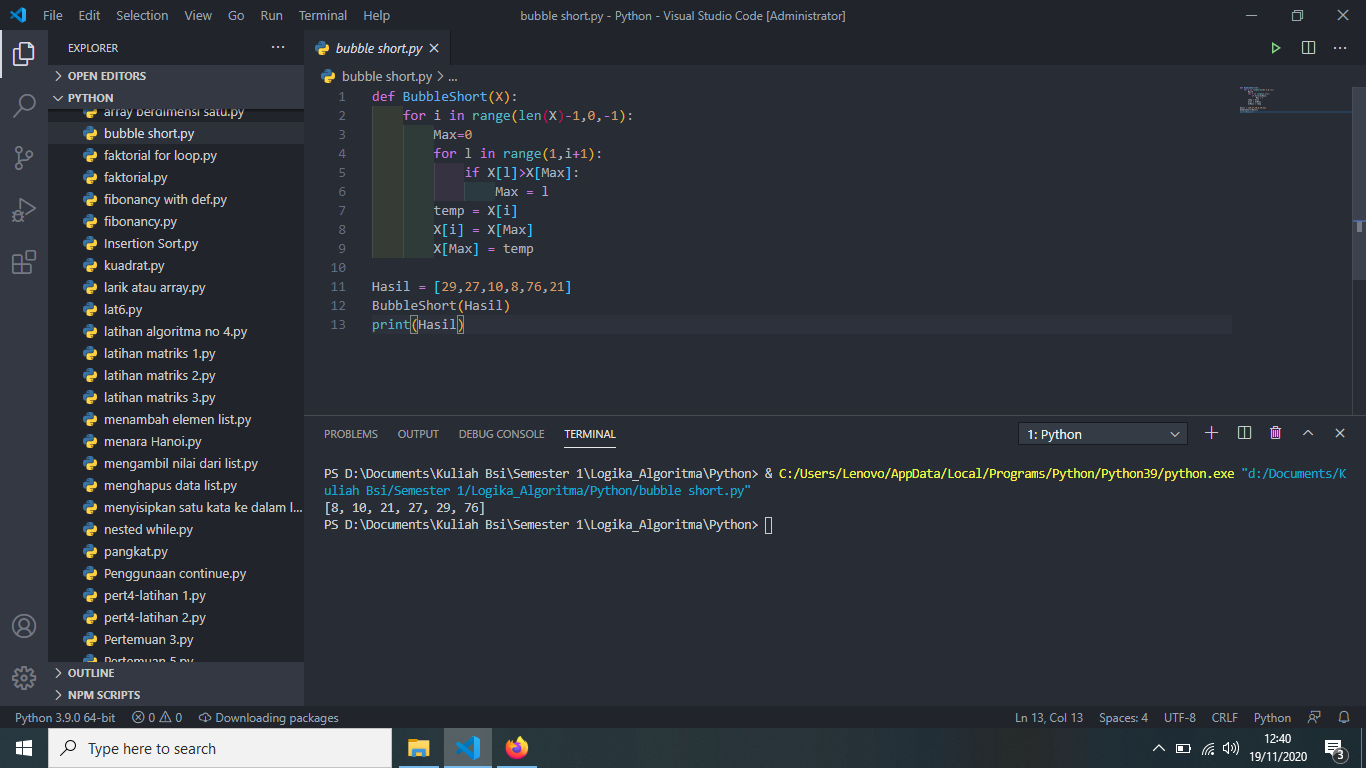 File Edit Selection View Go Run Terminal Help
bubble short.py - Python - Visual Studio Code [Administrator]
EXPLORER
OPEN EDITORS
PYTHON
array berdimensi satu.py
bubble short.py
faktorial for loop.py
faktorial.py
fibonancy with def.py
fibonancy.py
Insertion Sort.py
kuadrat.py
larik atau array.py
lat6.py
latihan algoritma no 4.py
latihan matriks 1.py
latihan matriks 2.py
latihan matriks 3.py
menambah elemen list.py
menara Hanoi.py
mengambil nilai dari list.py
menghapus data list.py
menyisipkan satu kata ke dalam l...
nested while.py
pangkat.py
Penggunaan continue.py
pert4-latihan 1.py
pert4-latihan 2.py
Pertemuan 3.py
Pertemuan 5.py
OUTLINE
NPM SCRIPTS
bubble short.py
bubble short.py > ...
1 def BubbleShort(X):
2 for i in range(len(X)-1,0,-1):
3 Max=0
4 for l in range(1,i+1):
5 if X[l]>X[Max]:
6 Max = l
7 temp = X[i]
8 X[i] = X[Max]
9 X[Max] = temp
10
11 Hasil = [29,27,10,8,76,21]
12 BubbleShort(Hasil)
13 print(Hasil)
PROBLEMS OUTPUT DEBUG CONSOLE TERMINAL
1: Python
PS D:\Documents\Kuliah Bsi\Semester 1\Logika_Algoritma\Python> & C:/Users/Lenovo/AppData/Local/Programs/Python/Python39/python.exe "d:/Documents/K
uliah Bsi/Semester 1/Logika_Algoritma/Python/bubble short.py"
[8, 10, 21, 27, 29, 76]
PS D:\Documents\Kuliah Bsi\Semester 1\Logika_Algoritma\Python>
Python 3.9.0 64-bit 0 0 Downloading packages
Ln 13, Col 13 Spaces: 4 UTF-8 CRLF Python
Type here to search
12:40
19/11/2020
3